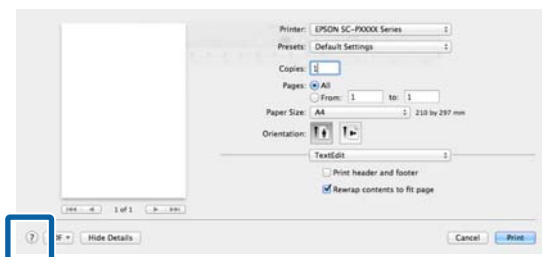 Printer: EPSON SC-PXXXX Series
Presets: Default Settings
Copies: 1
Pages: All
From: 1 to: 1
Paper Size: A4 210 by 297 mm
Orientation:
TextEdit
Print header and footer
Rewrap contents to fit page
1 of 1
? Hide Details Cancel Print